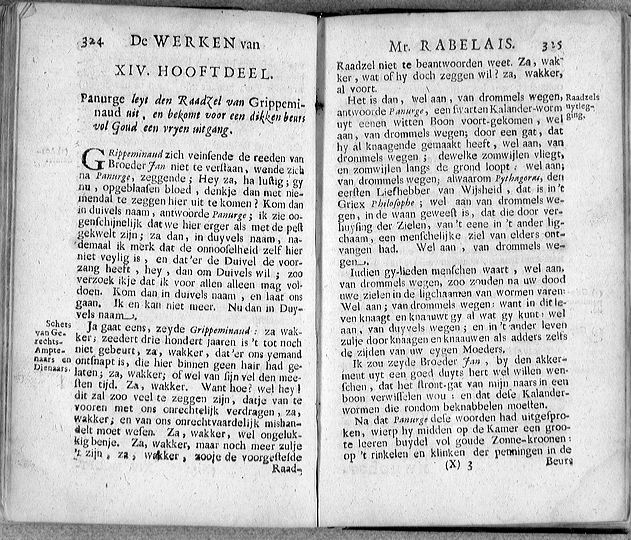 324 De WERKEN van
XIV. HOOFTDEEL.
Panurge leyt den Raadzel van Grippemi-
naud uit, en bekomt voor een dikken beurs
vol Goud een vryen uitgang.
GRippeminaud zich veinsende de reeden van
Broeder Jan niet te verstaan, wende zich
na Panurge, zeggende; Hey za, ha lustig; gy
nu, opgeblaasen bloed, denkje dan met nie-
mendal te zeggen hier uit te komen? Kom dan
in duivels naam, antwoorde Panurge; ik zie oo-
genschijnelik dat we hier erger als met de pest
gekwelt zijn; za dan, in duyvels naam, na-
demaal ik merk dat de onnooselheid zelf hier
niet veylig is, en dat'er de Duivel de voor-
zang heeft, hey, dan om Duivels wil; zoo
verzoek ikje dat ik voor allen alleen mag vol-
doen. Kom dan in duivels naam, en laat ons
gaan. Ik en kan niet meer. Nu dan in Duy-
vels naam.
Ja gaat eens, zeyde Grippeminaud: za wak-
ker; zeedert drie hondert jaaren is 't tot noch
niet gebeurt, za, wakker, dat'er ons yemand
ontsnapt is, die hier binnen geen hair had ge-
laten; za, wakker; of wel van sijn vel den mee-
sten tijd. Za, wakker. Want hoe? wel hey!
dit zal zoo veel te zeggen zijn, datje van te
vooren met ons onrechtelik verdragen, za,
wakker; en van ons onrechtvaardelik mishan-
delt moet wesen. Za, wakker, wel ongeluk-
kig benje. Za, wakker, maar noch meer zulje
't zijn, za, wakker, zooje de voorgestelde
Raad-
Schets
van Ge-
rechts-
Ampte-
naars en
Dienaars.
Mr. RABELAIS. 325
Raadzel niet te beantwoorden weet. Za, wak-
ker, wat of hy doch zeggen wil? za, wakker,
al voort.
Het is dan, wel aan, van drommels wegen,
antwoorde Panurge, een swarten Kalander-worm
uyt eenen witten Boon voort-gekomen, wel
aan, van drommels wegen; door een gat, dat
hy al knaagende gemaakt heeft, wel aan, van
drommels wegen; dewelke zomwijlen vliegt,
en zomwijlen langs de grond loopt: wel aan;
van drommels wegen; alwaarom Pythagoras, den
eersten Liefhebber van Wijsheid, dat is in't
Griex Philosophe; wel aan van drommels we-
gen, in de waan geweest is, dat die door ver-
huysing der Zielen, van 't eene in 't ander lig-
chaam, een menschelijke ziel van elders ont-
vangen had. Wel aan, van drommels we-
gen.
Indien gy-lieden menschen waart, wel aan,
van drommels wegen, zoo zouden na uw dood
uwe zielen in de ligchaamen van wormen varen:
Wel aan; van drommels wegen: want in dit le-
ven knaagt en knauwt gy al wat gy kunt: wel
aan, van duyvels wegen; en in 't ander leven
zulje door knaagen en knaauwen als adders zelfs
de zijden van uw eygen Moeders.
Ik zou zeyde Broeder Jan, by den akker-
ment uyt een goed duyts hert wel willen wen-
schen, dat het stront-gat van mijn naars in een
boon verwisselen wou: en dat dese Kalander-
wormen die rondom beknabbelen moesten.
Na dat Panurge dese woorden had uitgespro-
ken, wierp hy midden op de Kamer een groo-
te leeren buydel vol goude Zonne-kroonen:
op 't rinkelen en klinken der penningen in de
(X) 3 Beurs
Raadzels
uytleg-
ging.